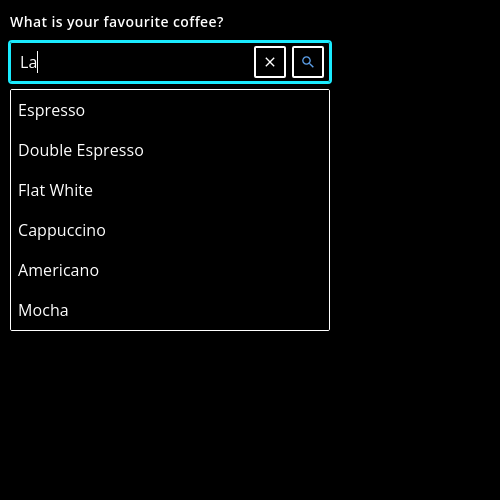 What is your favourite coffee?
La
Espresso
Double Espresso
Flat White
Cappuccino
Americano
Mocha